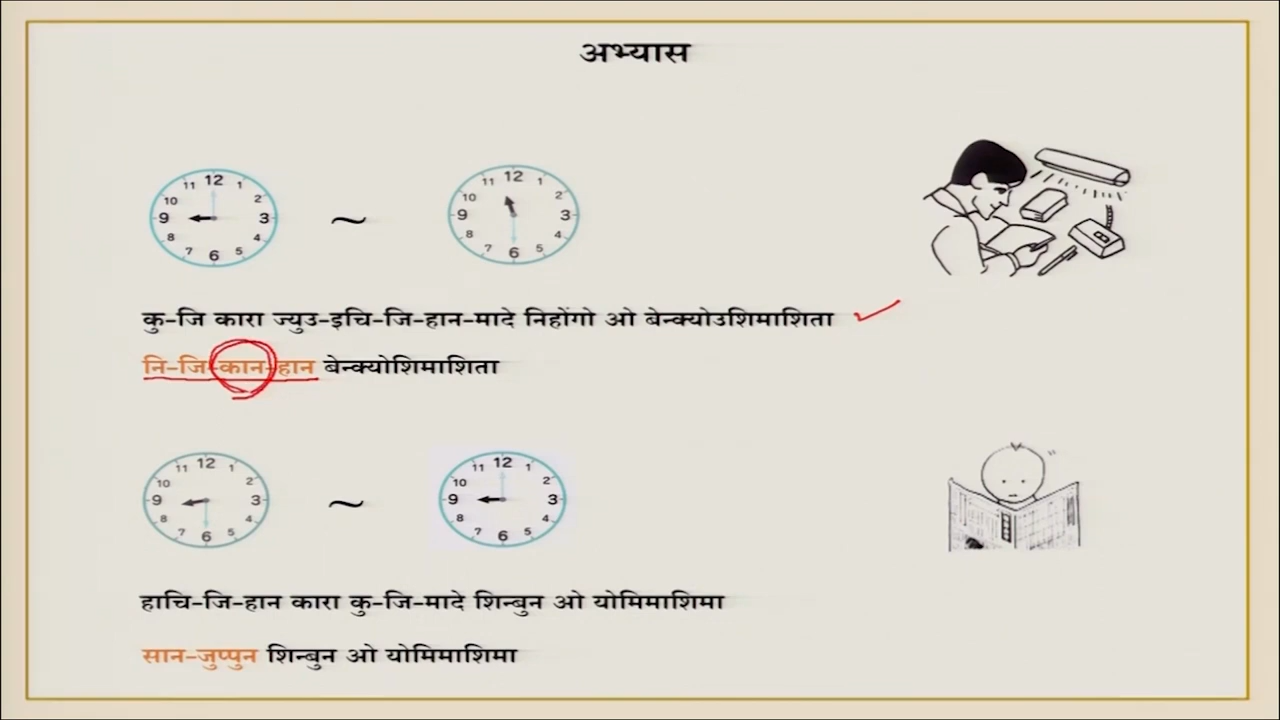 अभ्यास
कु-जि कारा ज्युउ-इचि-जि-हान-मादे निहोंगो ओ बेन्क्योउशिमाशिता
नि-जि-कान-हान बेन्क्योशिमाशिता
हाचि-जि-हान कारा कु-जि-मादे शिन्बुन ओ योमिमाशिमा
सान-जुप्पुन शिन्बुन ओ योमिमाशिमा